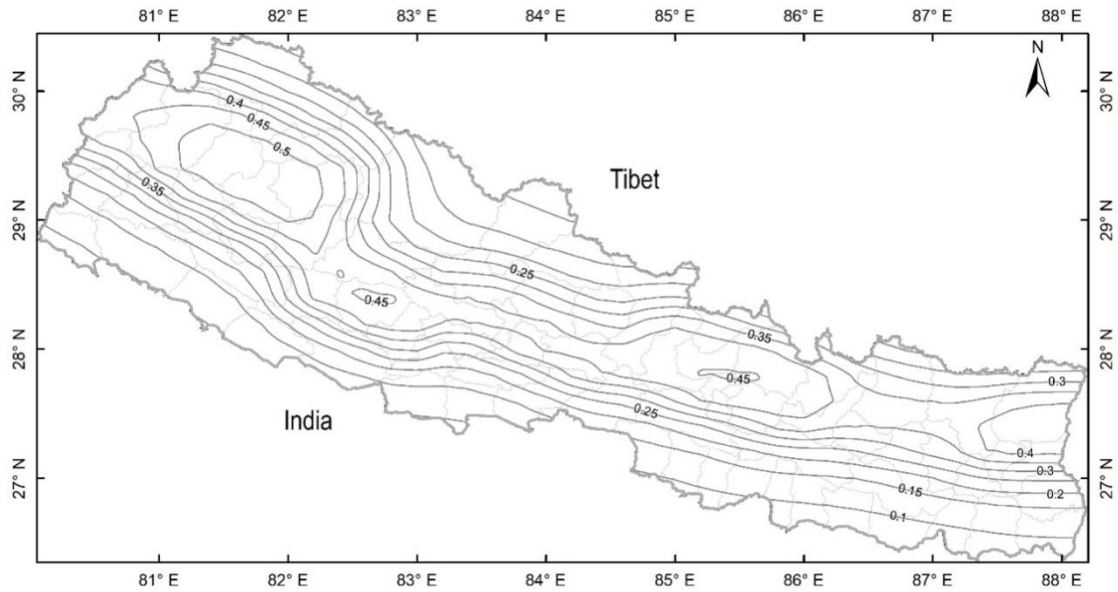 81° E 82° E 83° E 84° E 85° E 86° E 87° E 88° E
N
30° N 30° N
0.4
0.45
0.5
Tibet
0.35
29° N 29° N
0.25
0.45
0.35
28° N 28° N
0.45
0.3
0.25
India
0.4
0.3
27° N 27° N
0.15
0.2
0.1
81° E 82° E 83° E 84° E 85° E 86° E 87° E 88° E